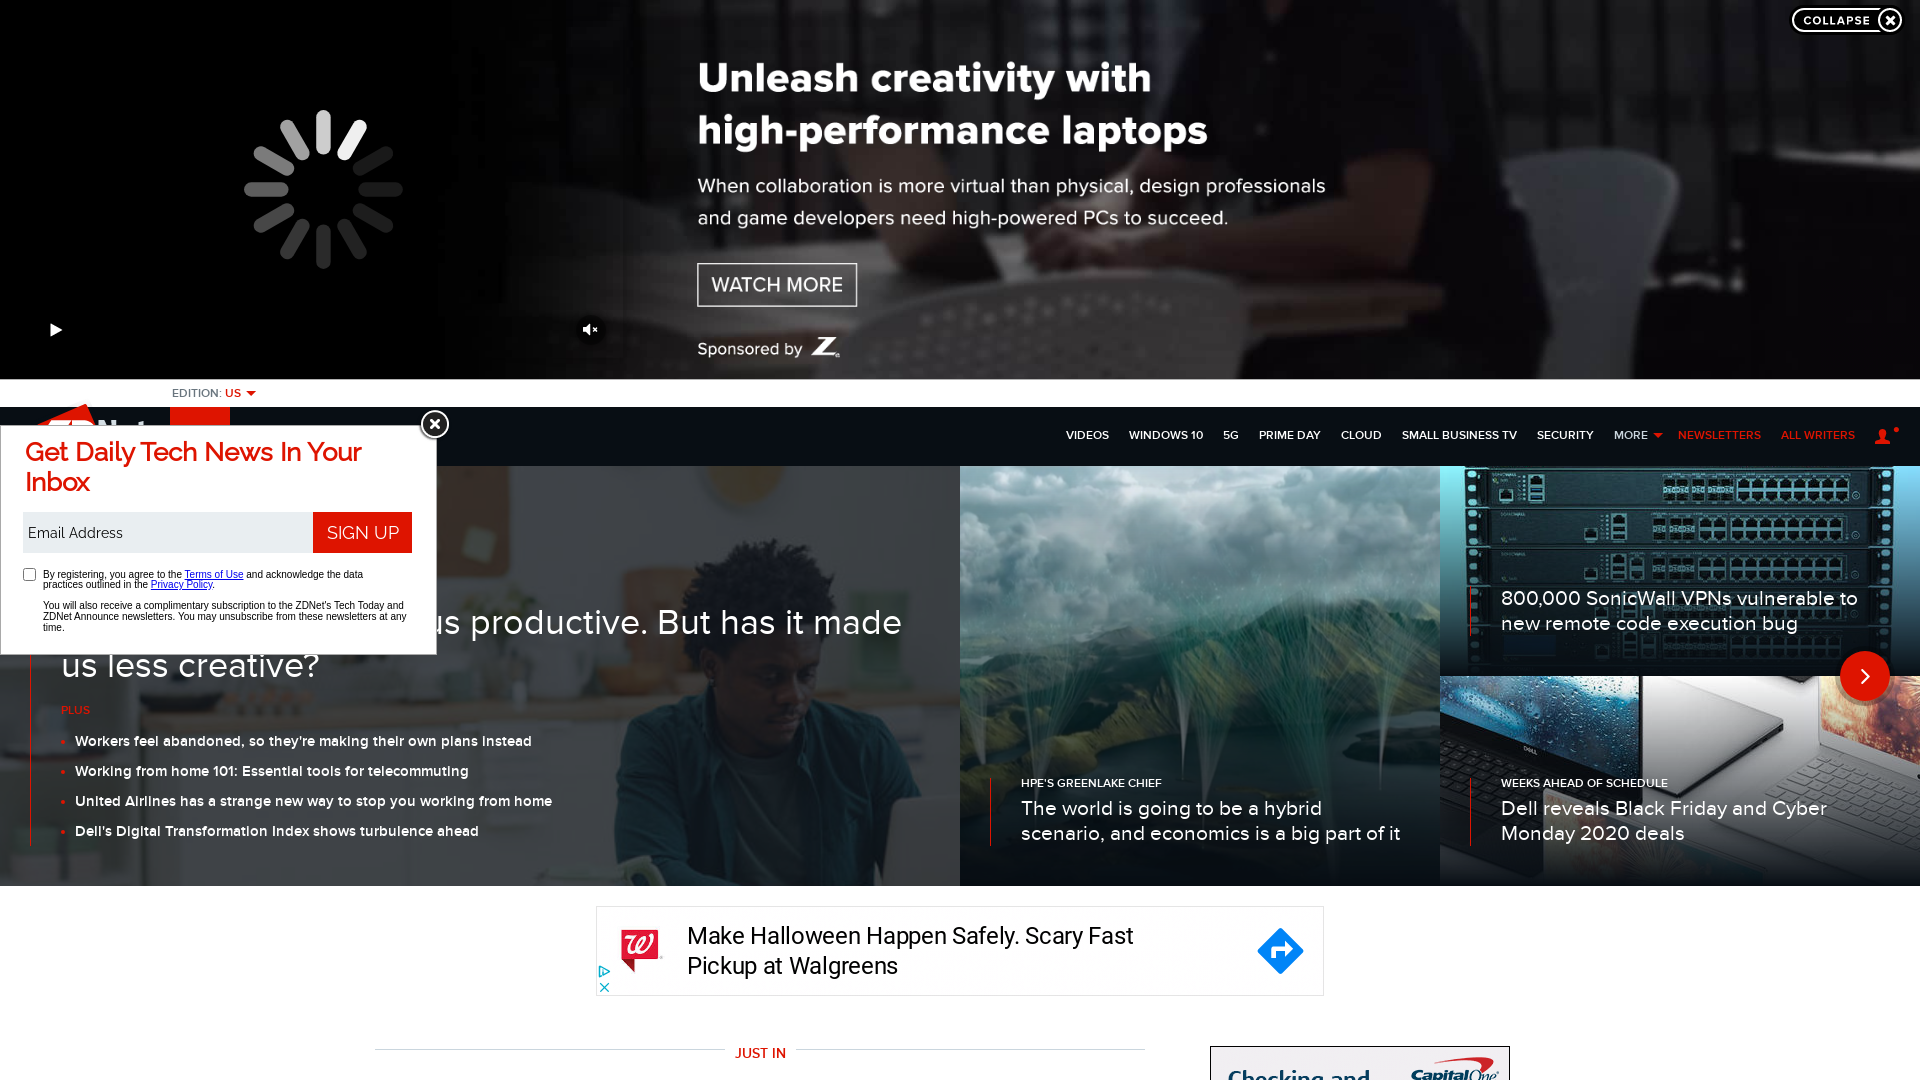 COLLAPSE
Unleash creativity with
high-performance laptops
When collaboration is more virtual than physical, design professionals
and game developers need high-powered PCs to succeed.
WATCH MORE
Sponsored by
EDITION: US
VIDEOS
WINDOWS 10
5G
PRIME DAY
CLOUD
SMALL BUSINESS TV
SECURITY
MORE
NEWSLETTERS
ALL WRITERS
Get Daily Tech News In Your
Inbox
Email Address
SIGN UP
By registering, you agree to the Terms of Use and acknowledge the data
practices outlined in the Privacy Policy.
You will also receive a complimentary subscription to the ZDNet's Tech Today and
ZDNet Announce newsletters. You may unsubscribe from these newsletters at any
time.
us productive. But has it made
us less creative?
PLUS
Workers feel abandoned, so they're making their own plans instead
Working from home 101: Essential tools for telecommuting
United Airlines has a strange new way to stop you working from home
Dell's Digital Transformation Index shows turbulence ahead
HPE'S GREENLAKE CHIEF
The world is going to be a hybrid
scenario, and economics is a big part of it
800,000 SonicWall VPNs vulnerable to
new remote code execution bug
WEEKS AHEAD OF SCHEDULE
Dell reveals Black Friday and Cyber
Monday 2020 deals
Make Halloween Happen Safely. Scary Fast
Pickup at Walgreens
JUST IN
Checking and
Capital One